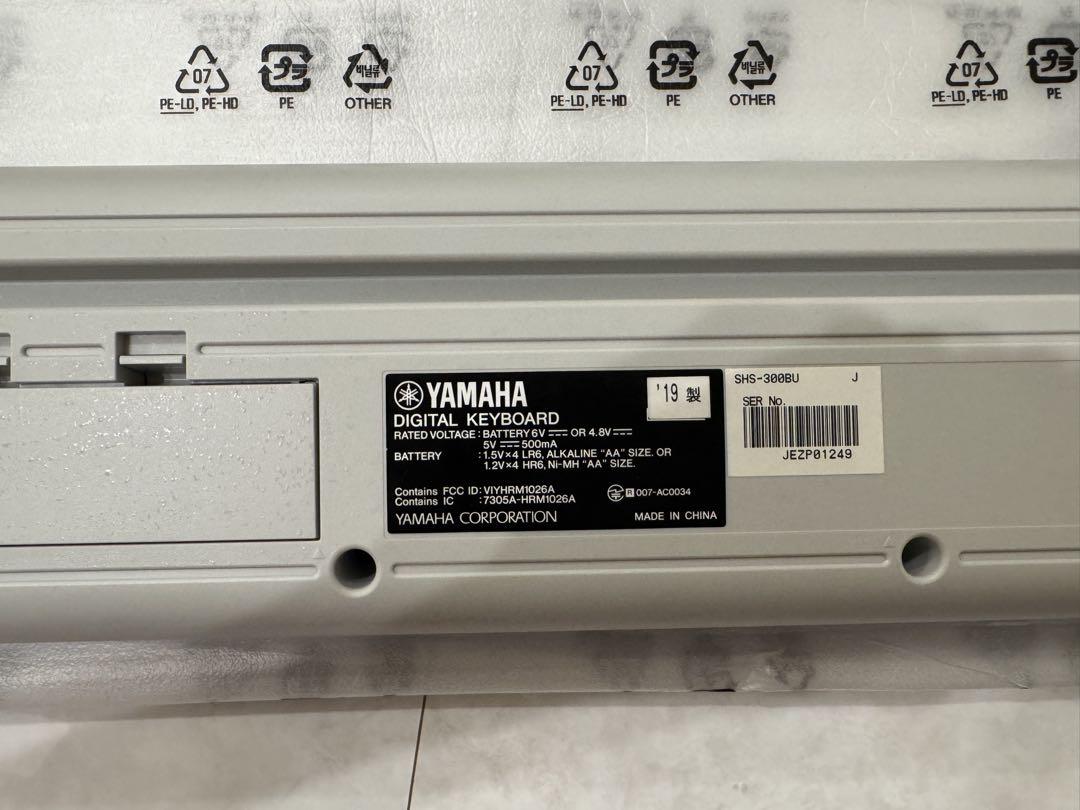 07 プラ 비닐류 07 プラ 비닐류 07 プラ
PE-LD, PE-HD PE OTHER PE-LD, PE-HD PE OTHER PE-LD, PE-HD PE
YAMAHA
'19 製
DIGITAL KEYBOARD
RATED VOLTAGE : BATTERY 6V ⎓ OR 4.8V ⎓
5V ⎓ 500mA
BATTERY : 1.5V×4 LR6, ALKALINE "AA" SIZE. OR
1.2V×4 HR6, Ni-MH "AA" SIZE.
Contains FCC ID : VIYHRM1026A
Contains IC : 7305A-HRM1026A
R 007-AC0034
YAMAHA CORPORATION MADE IN CHINA
SHS-300BU J
SER No.
JEZP01249